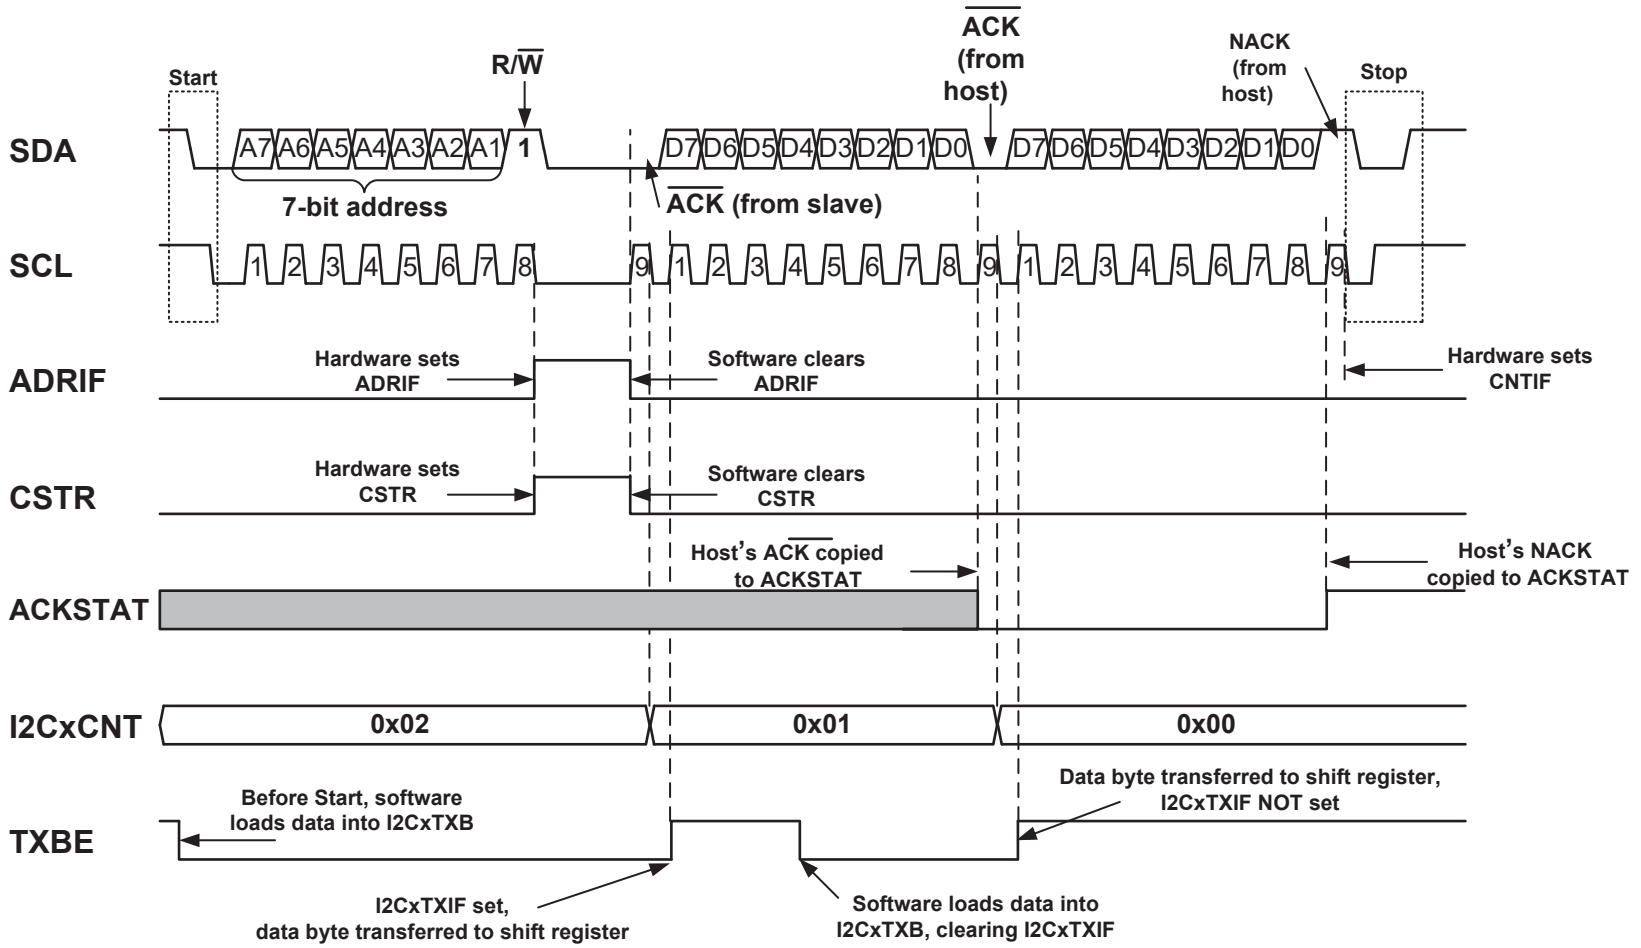 ACK
(from
host)
NACK
(from
host)
R/W
Start
Stop
SDA
A7 A6 A5 A4 A3 A2 A1 1 D7 D6 D5 D4 D3 D2 D1 D0 D7 D6 D5 D4 D3 D2 D1 D0
7-bit address
ACK (from slave)
SCL
1 2 3 4 5 6 7 8 9 1 2 3 4 5 6 7 8 9 1 2 3 4 5 6 7 8 9
ADRIF
Hardware sets
ADRIF
Software clears
ADRIF
Hardware sets
CNTIF
CSTR
Hardware sets
CSTR
Software clears
CSTR
Host's ACK copied
to ACKSTAT
Host's NACK
copied to ACKSTAT
ACKSTAT
I2CxCNT
0x02
0x01
0x00
TXBE
Before Start, software
loads data into I2CxTXB
Data byte transferred to shift register,
I2CxTXIF NOT set
I2CxTXIF set,
data byte transferred to shift register
Software loads data into
I2CxTXB, clearing I2CxTXIF